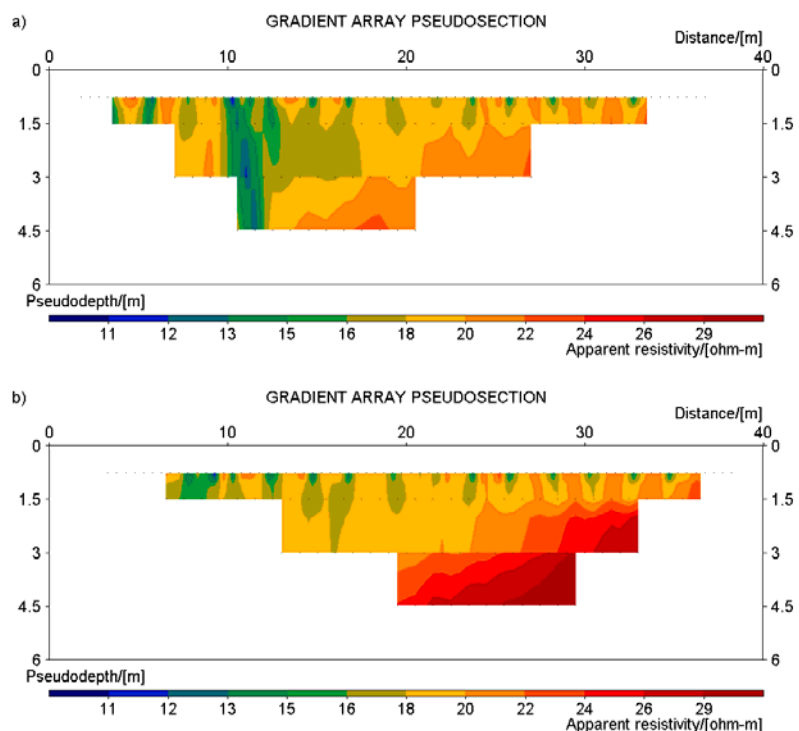 a) GRADIENT ARRAY PSEUDOSECTION
Distance/[m]
0 10 20 30 40
0 0
1.5 1.5
3 3
4.5 4.5
6 6
Pseudodepth/[m]
11 12 13 15 16 18 20 22 24 26 29
Apparent resistivity/[ohm-m]
b) GRADIENT ARRAY PSEUDOSECTION
Distance/[m]
0 10 20 30 40
0 0
1.5 1.5
3 3
4.5 4.5
6 6
Pseudodepth/[m]
11 12 13 15 16 18 20 22 24 26 29
Apparent resistivity/[ohm-m]